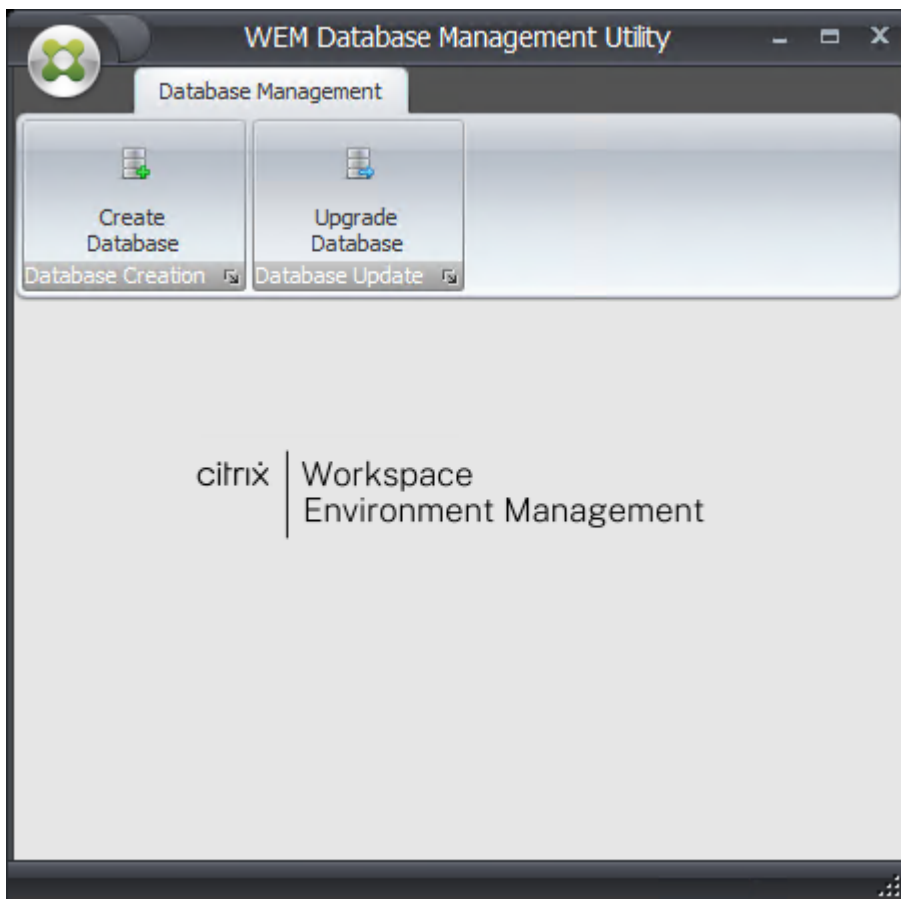 WEM Database Management Utility
Database Management
Create
Database
Upgrade
Database
Database Creation
Database Update
citrix
Workspace
Environment Management